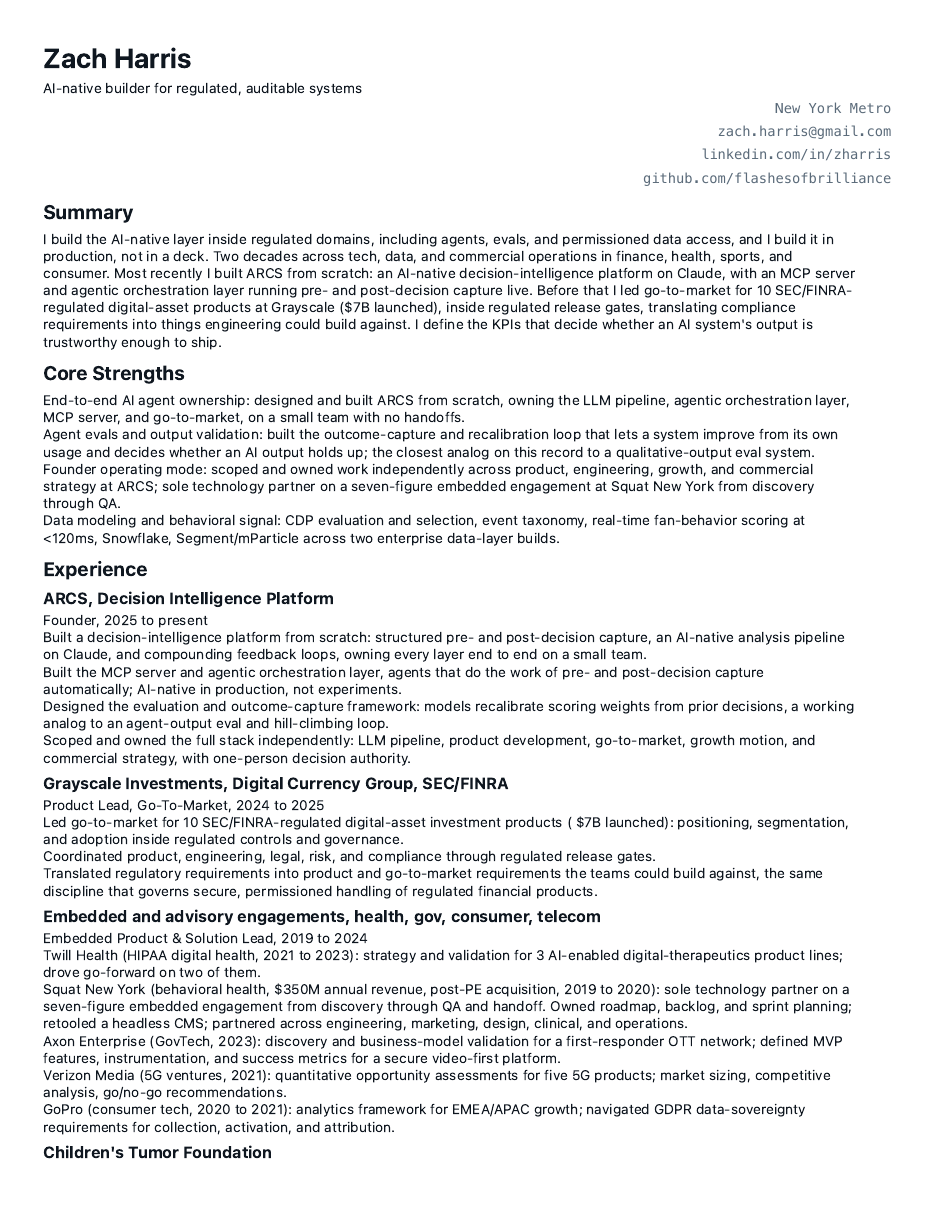 Zach Harris
AI-native builder for regulated, auditable systems
New York Metro
zach.harris@gmail.com
linkedin.com/in/zharris
github.com/flashesofbrilliance
Summary
I build the AI-native layer inside regulated domains, including agents, evals, and permissioned data access, and I build it in
production, not in a deck. Two decades across tech, data, and commercial operations in finance, health, sports, and
consumer. Most recently I built ARCS from scratch: an AI-native decision-intelligence platform on Claude, with an MCP server
and agentic orchestration layer running pre- and post-decision capture live. Before that I led go-to-market for 10 SEC/FINRA-
regulated digital-asset products at Grayscale ($7B launched), inside regulated release gates, translating compliance
requirements into things engineering could build against. I define the KPIs that decide whether an AI system's output is
trustworthy enough to ship.
Core Strengths
End-to-end AI agent ownership: designed and built ARCS from scratch, owning the LLM pipeline, agentic orchestration layer,
MCP server, and go-to-market, on a small team with no handoffs.
Agent evals and output validation: built the outcome-capture and recalibration loop that lets a system improve from its own
usage and decides whether an AI output holds up; the closest analog on this record to a qualitative-output eval system.
Founder operating mode: scoped and owned work independently across product, engineering, growth, and commercial
strategy at ARCS; sole technology partner on a seven-figure embedded engagement at Squat New York from discovery
through QA.
Data modeling and behavioral signal: CDP evaluation and selection, event taxonomy, real-time fan-behavior scoring at
<120ms, Snowflake, Segment/mParticle across two enterprise data-layer builds.
Experience
ARCS, Decision Intelligence Platform
Founder, 2025 to present
Built a decision-intelligence platform from scratch: structured pre- and post-decision capture, an AI-native analysis pipeline
on Claude, and compounding feedback loops, owning every layer end to end on a small team.
Built the MCP server and agentic orchestration layer, agents that do the work of pre- and post-decision capture
automatically; AI-native in production, not experiments.
Designed the evaluation and outcome-capture framework: models recalibrate scoring weights from prior decisions, a working
analog to an agent-output eval and hill-climbing loop.
Scoped and owned the full stack independently: LLM pipeline, product development, go-to-market, growth motion, and
commercial strategy, with one-person decision authority.
Grayscale Investments, Digital Currency Group, SEC/FINRA
Product Lead, Go-To-Market, 2024 to 2025
Led go-to-market for 10 SEC/FINRA-regulated digital-asset investment products ( $7B launched): positioning, segmentation,
and adoption inside regulated controls and governance.
Coordinated product, engineering, legal, risk, and compliance through regulated release gates.
Translated regulatory requirements into product and go-to-market requirements the teams could build against, the same
discipline that governs secure, permissioned handling of regulated financial products.
Embedded and advisory engagements, health, gov, consumer, telecom
Embedded Product & Solution Lead, 2019 to 2024
Twill Health (HIPAA digital health, 2021 to 2023): strategy and validation for 3 AI-enabled digital-therapeutics product lines;
drove go-forward on two of them.
Squat New York (behavioral health, $350M annual revenue, post-PE acquisition, 2019 to 2020): sole technology partner on a
seven-figure embedded engagement from discovery through QA and handoff. Owned roadmap, backlog, and sprint planning;
retooled a headless CMS; partnered across engineering, marketing, design, clinical, and operations.
Axon Enterprise (GovTech, 2023): discovery and business-model validation for a first-responder OTT network; defined MVP
features, instrumentation, and success metrics for a secure video-first platform.
Verizon Media (5G ventures, 2021): quantitative opportunity assessments for five 5G products; market sizing, competitive
analysis, go/no-go recommendations.
GoPro (consumer tech, 2020 to 2021): analytics framework for EMEA/APAC growth; navigated GDPR data-sovereignty
requirements for collection, activation, and attribution.
Children's Tumor Foundation